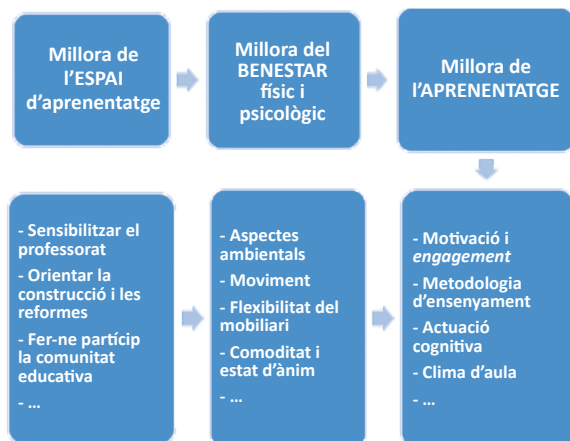 Millora de
l'ESPAI
d'aprenentatge
Millora del
BENESTAR
físic i
psicològic
Millora de
l'APRENENTATGE
- Sensibilitzar el
professorat
- Orientar la
construcció i les
reformes
- Fer-ne partícip
la comunitat
educativa
- ...
- Aspectes
ambientals
- Moviment
- Flexibilitat del
mobiliari
- Comoditat i
estat d'ànim
- ...
- Motivació i
engagement
- Metodologia
d'ensenyament
- Actuació
cognitiva
- Clima d'aula
- ...